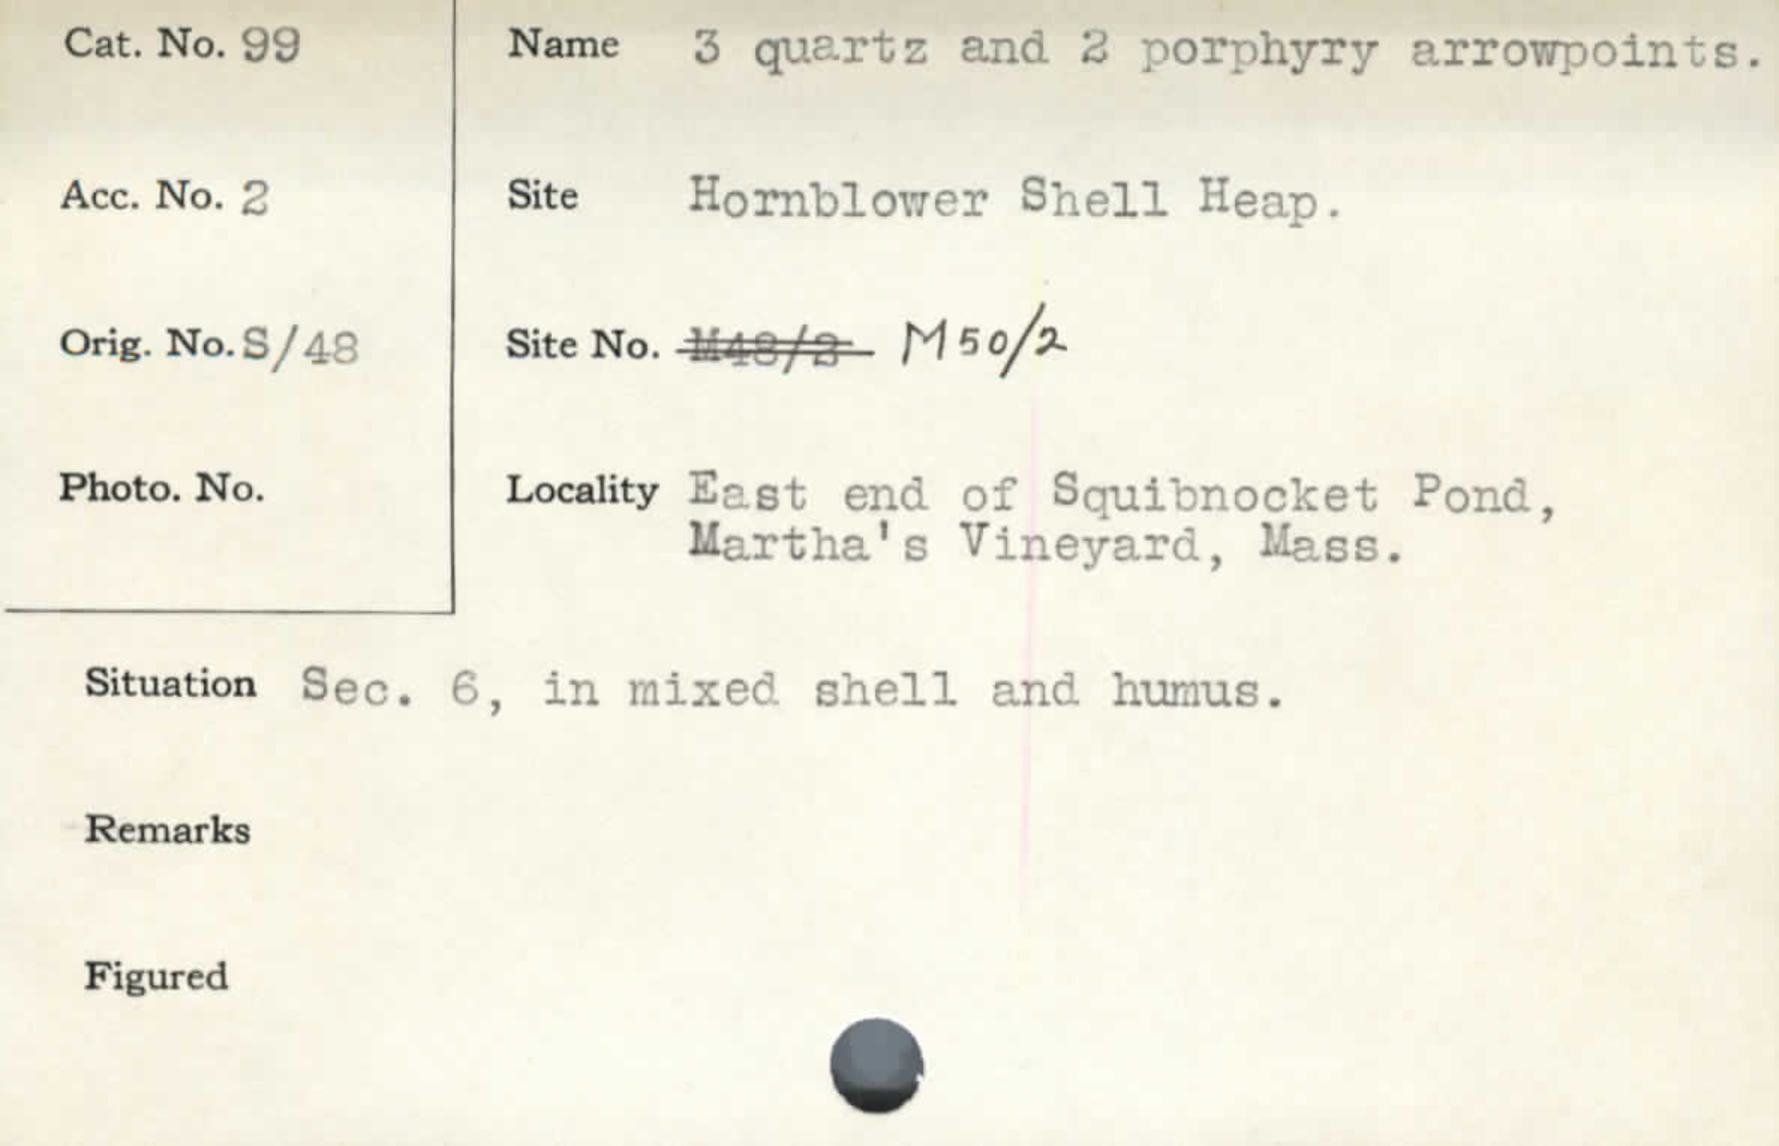 Cat. No. 99
Name 3 quartz and 2 porphyry arrowpoints.
Acc. No. 2
Site Hornblower Shell Heap.
Orig. No. S/48
Site No. M48/2 M50/2
Photo. No.
Locality East end of Squibnocket Pond,
Martha's Vineyard, Mass.
Situation Sec. 6, in mixed shell and humus.
Remarks
Figured